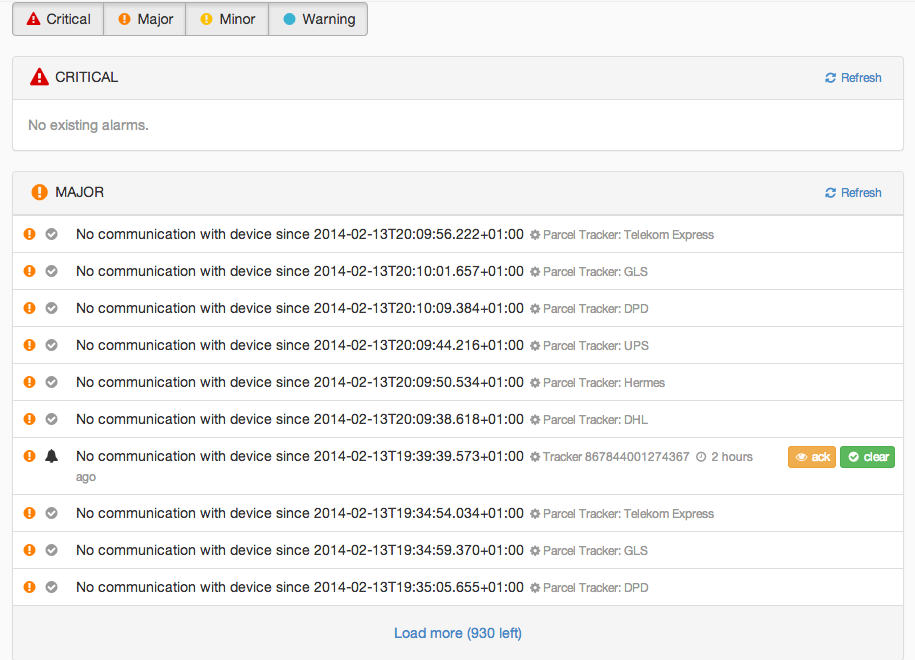 Critical Major Minor Warning
CRITICAL Refresh
No existing alarms.
MAJOR Refresh
No communication with device since 2014-02-13T20:09:56.222+01:00 Parcel Tracker: Telekom Express
No communication with device since 2014-02-13T20:10:01.657+01:00 Parcel Tracker: GLS
No communication with device since 2014-02-13T20:10:09.384+01:00 Parcel Tracker: DPD
No communication with device since 2014-02-13T20:09:44.216+01:00 Parcel Tracker: UPS
No communication with device since 2014-02-13T20:09:50.534+01:00 Parcel Tracker: Hermes
No communication with device since 2014-02-13T20:09:38.618+01:00 Parcel Tracker: DHL
No communication with device since 2014-02-13T19:39:39.573+01:00 Tracker 867844001274367 2 hours ack clear
ago
No communication with device since 2014-02-13T19:34:54.034+01:00 Parcel Tracker: Telekom Express
No communication with device since 2014-02-13T19:34:59.370+01:00 Parcel Tracker: GLS
No communication with device since 2014-02-13T19:35:05.655+01:00 Parcel Tracker: DPD
Load more (930 left)